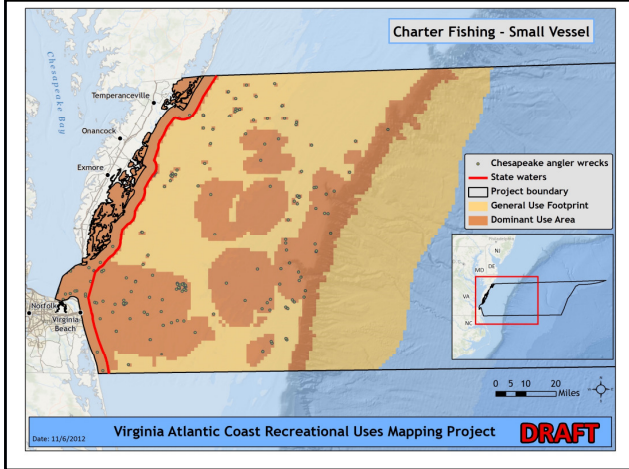 Charter Fishing - Small Vessel
Chesapeake Bay
Temperanceville
Onancock
Exmore
Norfolk
Virginia
Beach
Chesapeake angler wrecks
State waters
Project boundary
General Use Footprint
Dominant Use Area
NJ
MD
DE
VA
NC
0 5 10 20
Miles
Date: 11/6/2012
Virginia Atlantic Coast Recreational Uses Mapping Project
DRAFT